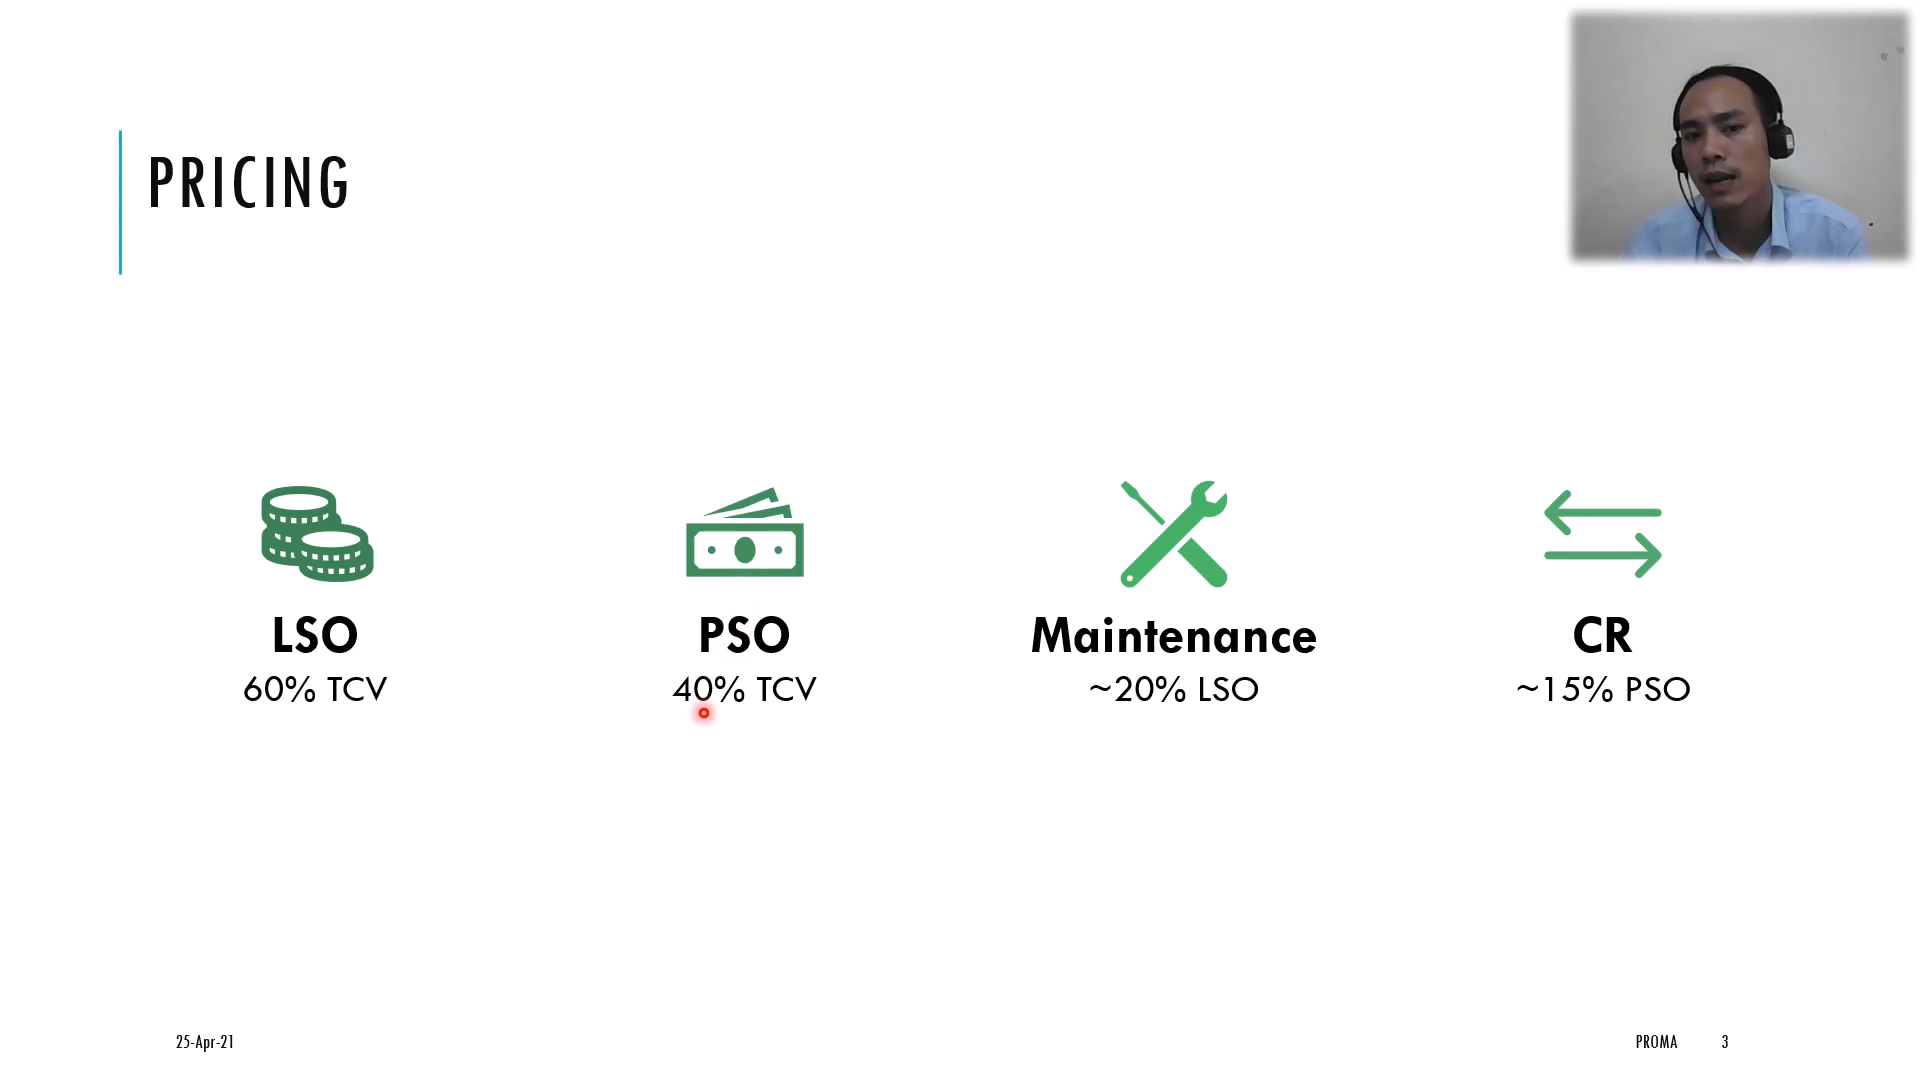 PRICING
LSO
60% TCV
PSO
40% TCV
Maintenance
~20% LSO
CR
~15% PSO
25-Apr-21
PROMA
3